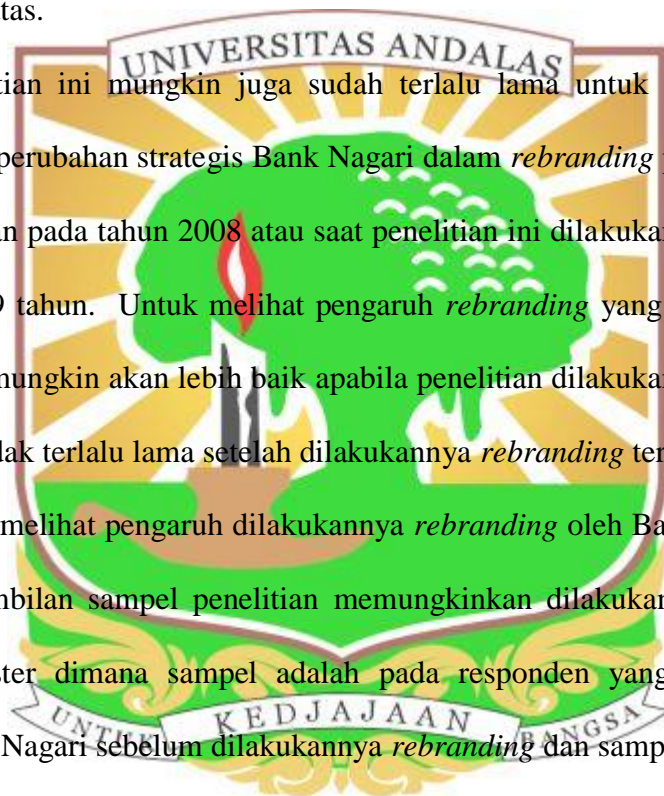 atas.
UNIVERSITAS ANDALAS
tian ini mungkin juga sudah terlalu lama untuk
perubahan strategis Bank Nagari dalam rebranding
an pada tahun 2008 atau saat penelitian ini dilakukan
9 tahun. Untuk melihat pengaruh rebranding yang
mungkin akan lebih baik apabila penelitian dilakukan
dak terlalu lama setelah dilakukannya rebranding ter
melihat pengaruh dilakukannya rebranding oleh Ba
mbilan sampel penelitian memungkinkan dilakukan
ster dimana sampel adalah pada responden yang
UNTUK KEDJAJAAN BANGSA
Nagari sebelum dilakukannya rebranding dan samp